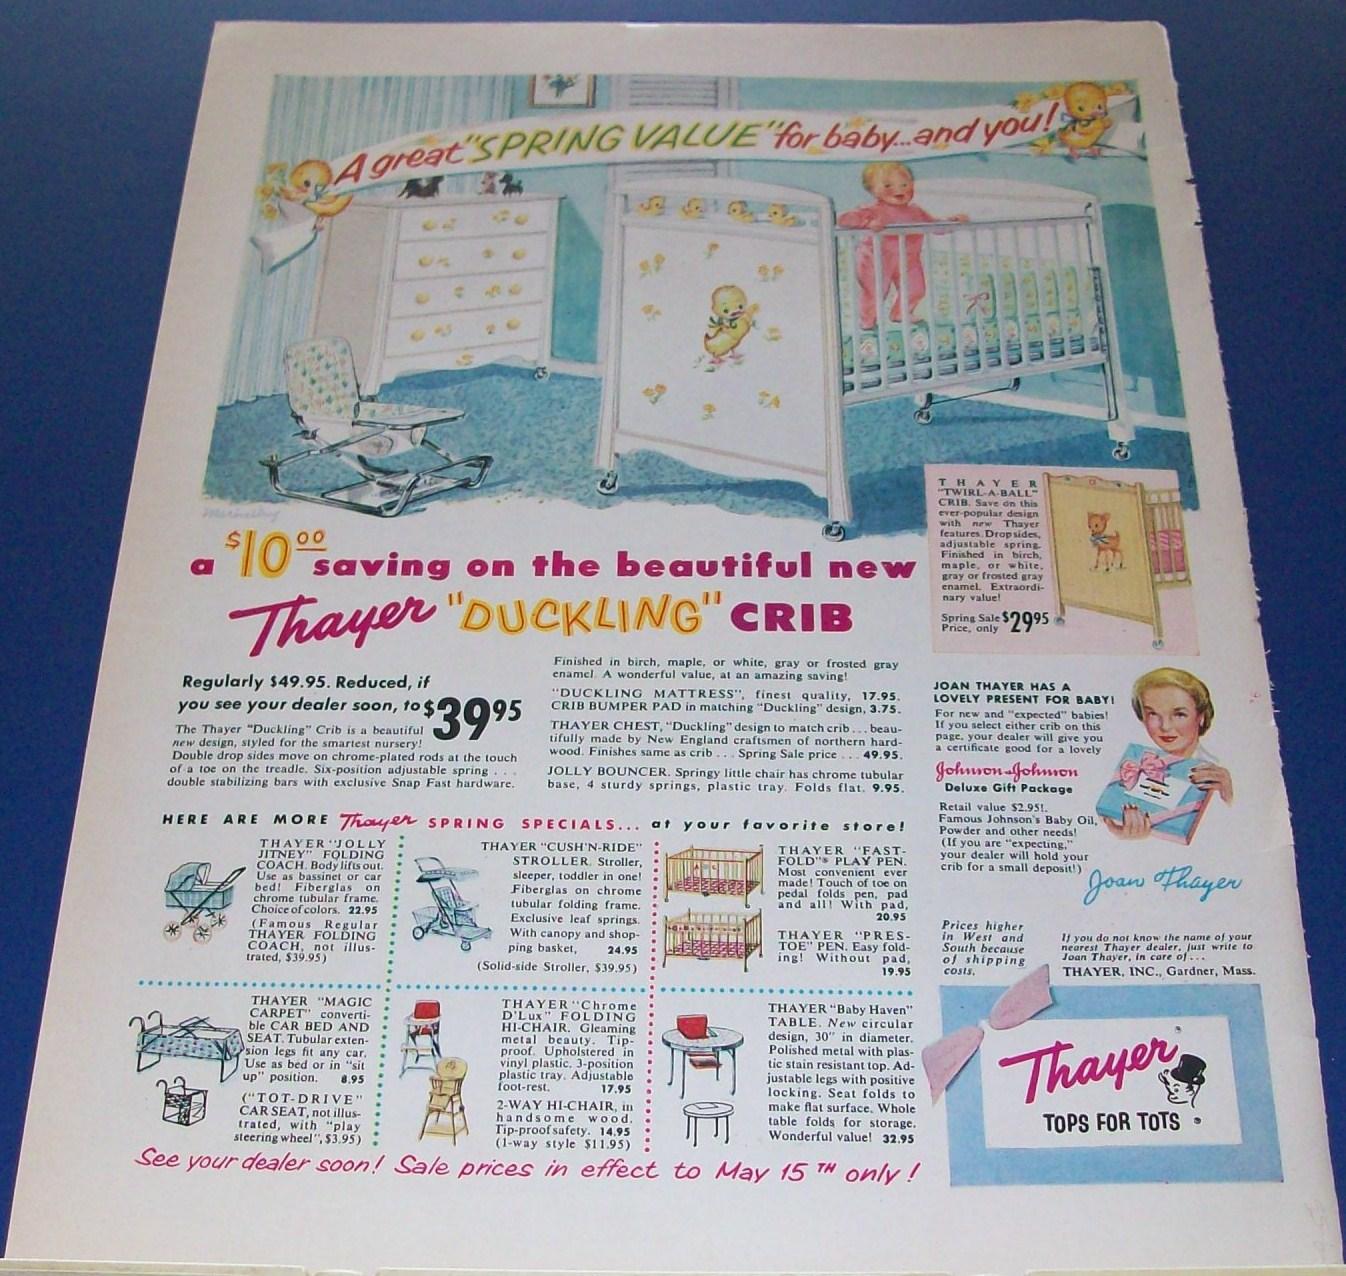 A great "SPRING VALUE" for baby...and you!
a $10.00 saving on the beautiful new
Thayer "DUCKLING" CRIB
Regularly $49.95. Reduced, if
you see your dealer soon, to $39.95
The Thayer "Duckling" Crib is a beautiful
new design, styled for the smartest nursery!
Double drop sides move on chrome-plated rods at the touch
of a toe on the treadle. Six-position adjustable spring . . .
double stabilizing bars with exclusive Snap Fast hardware.
Finished in birch, maple, or white, gray or frosted gray
enamel. A wonderful value, at an amazing saving!
"DUCKLING MATTRESS", finest quality, 17.95.
CRIB BUMPER PAD in matching "Duckling" design, 3.75.
THAYER CHEST, "Duckling" design to match crib . . . beau-
tifully made by New England craftsmen of northern hard-
wood. Finishes same as crib . . . Spring Sale price . . . 49.95.
JOLLY BOUNCER. Springy little chair has chrome tubular
base, 4 sturdy springs, plastic tray. Folds flat. 9.95.
THAYER
"TWIRL-A-BALL"
CRIB. Save on this
ever-popular design
with new Thayer
features. Drop sides,
adjustable spring.
Finished in birch,
maple, or white,
gray or frosted gray
enamel. Extraordi-
nary value!
Spring Sale
Price, only $29.95
JOAN THAYER HAS A
LOVELY PRESENT FOR BABY!
For new and "expected" babies!
If you select either crib on this
page, your dealer will give you
a certificate good for a lovely
Johnson & Johnson
Deluxe Gift Package
Retail value $2.95!.
Famous Johnson's Baby Oil,
Powder and other needs!
(If you are "expecting,"
your dealer will hold your
crib for a small deposit!)
Joan Thayer
HERE ARE MORE Thayer SPRING SPECIALS... at your favorite store!
THAYER "JOLLY
JITNEY" FOLDING
COACH. Body lifts out.
Use as bassinet or car
bed! Fiberglas on
chrome tubular frame.
Choice of colors. 22.95
(Famous Regular
THAYER FOLDING
COACH, not illus-
trated, $39.95)
THAYER "CUSH'N-RIDE"
STROLLER. Stroller,
sleeper, toddler in one!
Fiberglas on chrome
tubular folding frame.
Exclusive leaf springs.
With canopy and shop-
ping basket, 24.95
(Solid-side Stroller, $39.95)
THAYER "FAST-
FOLD"® PLAY PEN.
Most convenient ever
made! Touch of toe on
pedal folds pen, pad
and all! With pad,
20.95
THAYER "PRES-
TOE" PEN. Easy fold-
ing! Without pad,
19.95
THAYER "MAGIC
CARPET" converti-
ble CAR BED AND
SEAT. Tubular exten-
sion legs fit any car.
Use as bed or in "sit
up" position. 8.95
("TOT-DRIVE"
CAR SEAT, not illus-
trated, with "play
steering wheel", $3.95)
THAYER "Chrome
D'Lux" FOLDING
HI-CHAIR. Gleaming
metal beauty. Tip-
proof. Upholstered in
vinyl plastic. 3-position
plastic tray. Adjustable
foot-rest. 17.95
2-WAY HI-CHAIR, in
handsome wood.
Tip-proof safety. 14.95
(1-way style $11.95)
THAYER "Baby Haven"
TABLE. New circular
design, 30" in diameter.
Polished metal with plas-
tic stain resistant top. Ad-
justable legs with positive
locking. Seat folds to
make flat surface. Whole
table folds for storage.
Wonderful value! 32.95
Prices higher
in West and
South because
of shipping
costs.
If you do not know the name of your
nearest Thayer dealer, just write to
Joan Thayer, in care of . . .
THAYER, INC., Gardner, Mass.
Thayer
TOPS FOR TOTS
See your dealer soon! Sale prices in effect to May 15TH only!